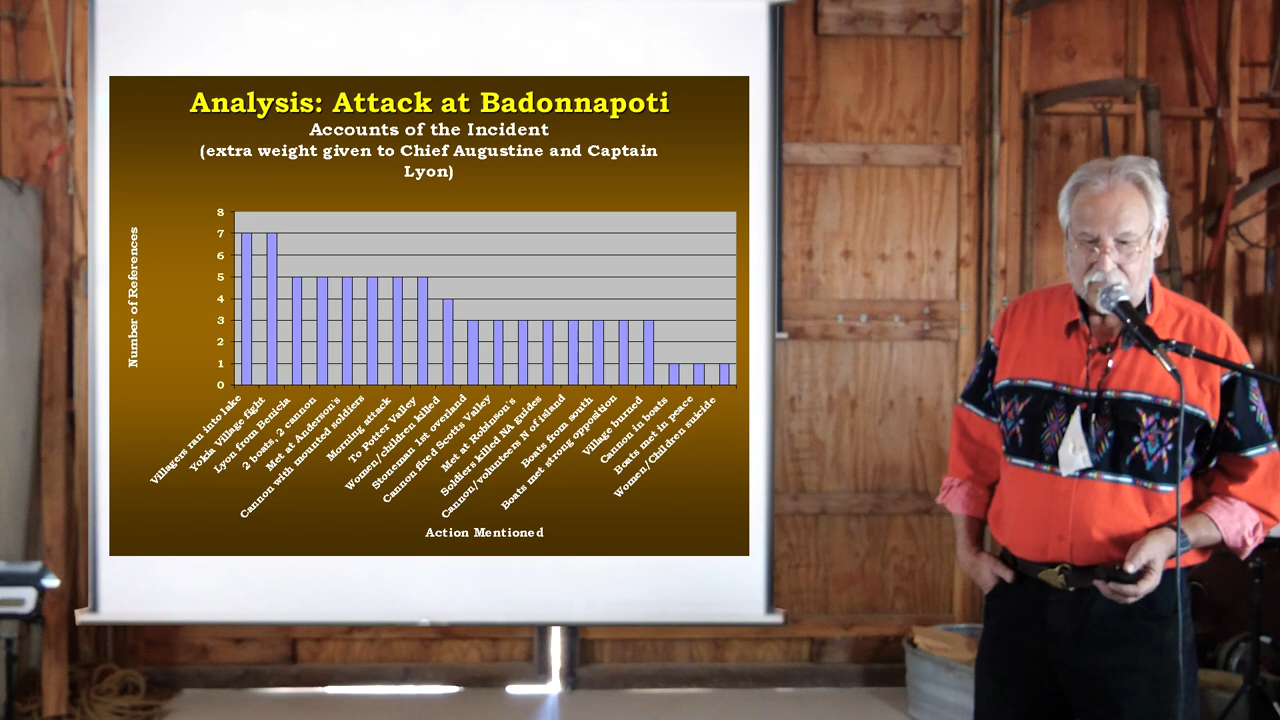 Analysis: Attack at Badonnapoti
Accounts of the Incident
(extra weight given to Chief Augustine and Captain
Lyon)
Number of References
8
7
6
5
4
3
2
1
0
Villagers ran into lake
Yokia Village fight
Lyon from Benicia
2 boats, 2 cannon
Met at Anderson's
Cannon with mounted soldiers
Morning attack
To Potter Valley
Women/children killed
Stoneman 1st overland
Cannon fired Scotts Valley
Met at Robinson's
Soldiers killed NA guides
Cannon/volunteers N of island
Boats from south
Boats met strong opposition
Village burned
Cannon in boats
Boats met in peace
Women/Children suicide
Action Mentioned